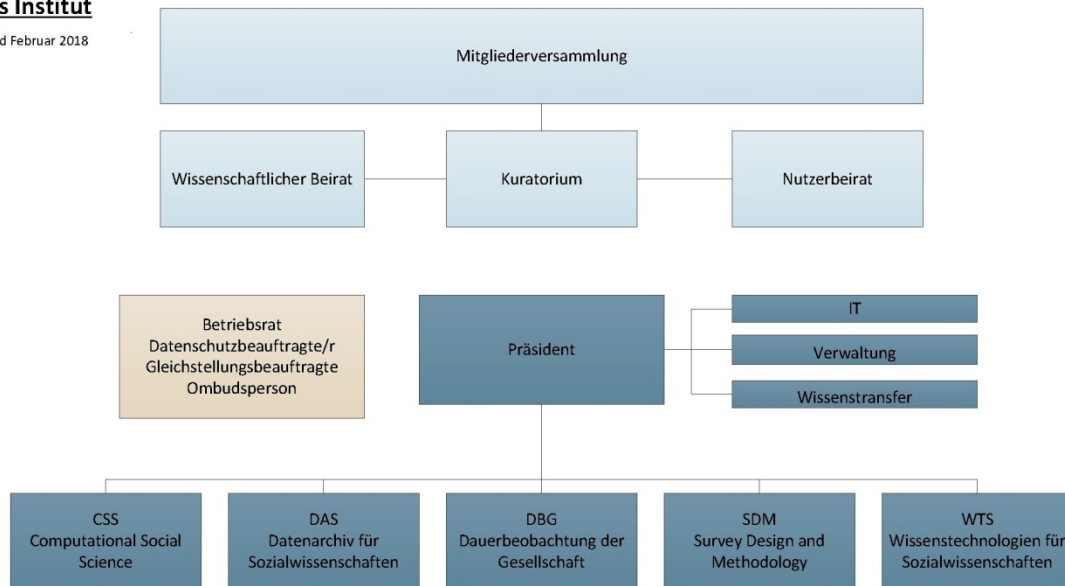 s Institut
d Februar 2018
Mitgliederversammlung
Wissenschaftlicher Beirat
Kuratorium
Nutzerbeirat
Betriebsrat
Datenschutzbeauftragte/r
Gleichstellungsbeauftragte
Ombudsperson
Präsident
IT
Verwaltung
Wissenstransfer
CSS
Computational Social
Science
DAS
Datenarchiv für
Sozialwissenschaften
DBG
Dauerbeobachtung der
Gesellschaft
SDM
Survey Design and
Methodology
WTS
Wissenstechnologien für
Sozialwissenschaften